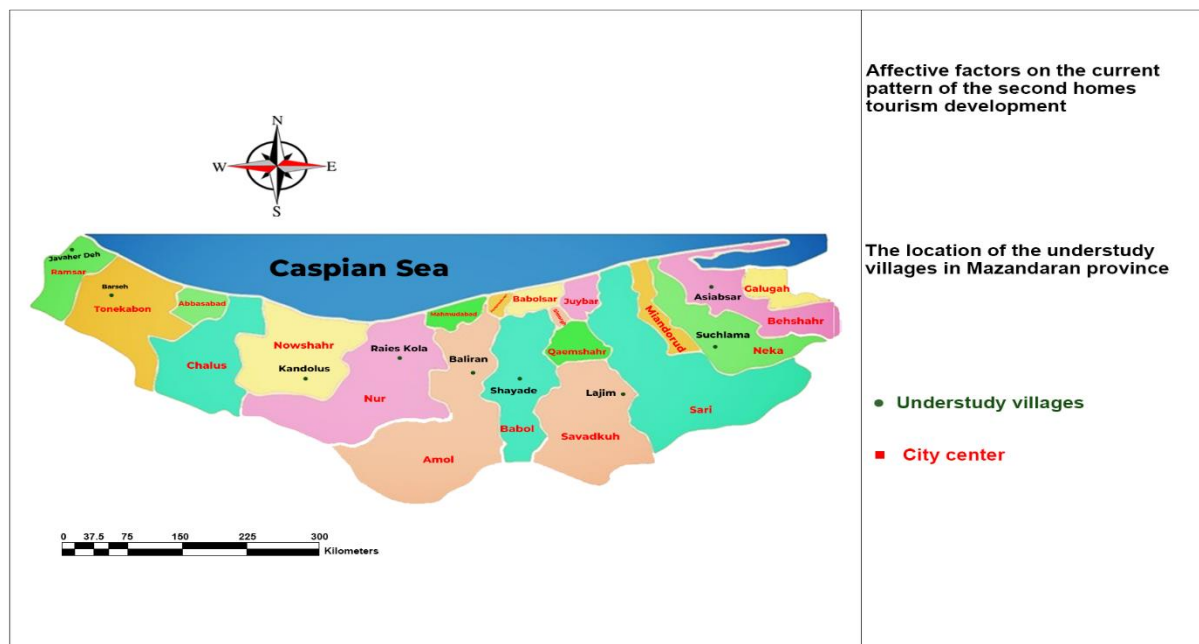 Affective factors on the current
pattern of the second homes
tourism development
N
W
E
S
The location of the understudy
villages in Mazandaran province
Caspian Sea
Javaher Deh
Ramsar
Barseh
Tonekabon
Abbasabad
Chalus
Nowshahr
Kandolus
Raies Kola
Nur
Mahmudabad
Baliran
Amol
Babolsar
Shayade
Babol
Juybar
Qaemshahr
Lajim
Savadkuh
Sari
Miandorud
Asiabsar
Suchlama
Neka
Galugah
Behshahr
Understudy villages
City center
0 37.5 75 150 225 300
Kilometers